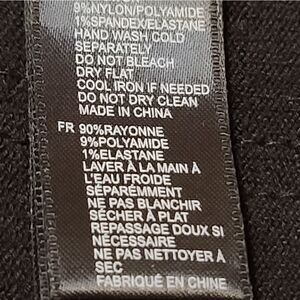 9%NYLON/POLYAMIDE
1%SPANDEX/ELASTANE
HAND WASH COLD
SEPARATELY
DO NOT BLEACH
DRY FLAT
COOL IRON IF NEEDED
DO NOT DRY CLEAN
MADE IN CHINA
FR 90%RAYONNE
9%POLYAMIDE
1%ELASTANE
LAVER À LA MAIN À
L'EAU FROIDE
SÉPARÉMMENT
NE PAS BLANCHIR
SÉCHER À PLAT
REPASSAGE DOUX SI
NÉCESSAIRE
NE PAS NETTOYER À
SEC
FABRIQUÉ EN CHINE